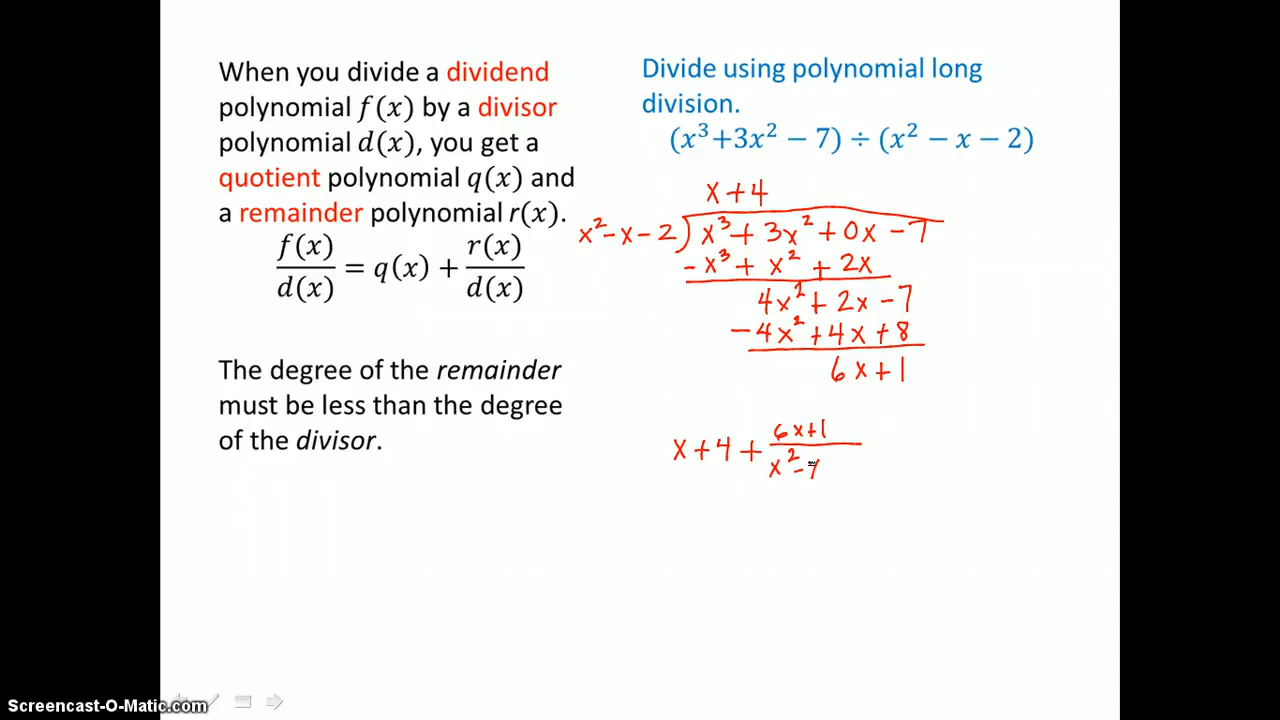 When you divide a dividend
polynomial f(x) by a divisor
polynomial d(x), you get a
quotient polynomial q(x) and
a remainder polynomial r(x).
f(x)/d(x) = q(x) + r(x)/d(x)
The degree of the remainder
must be less than the degree
of the divisor.
Divide using polynomial long
division.
(x³+3x² − 7) ÷ (x² − x − 2)
x + 4
x² - x - 2) x³ + 3x² + 0x - 7
- x³ + x² + 2x
4x² + 2x - 7
- 4x² + 4x + 8
6x + 1
x + 4 + 6x+1
x² -
Screencast-O-Matic.com